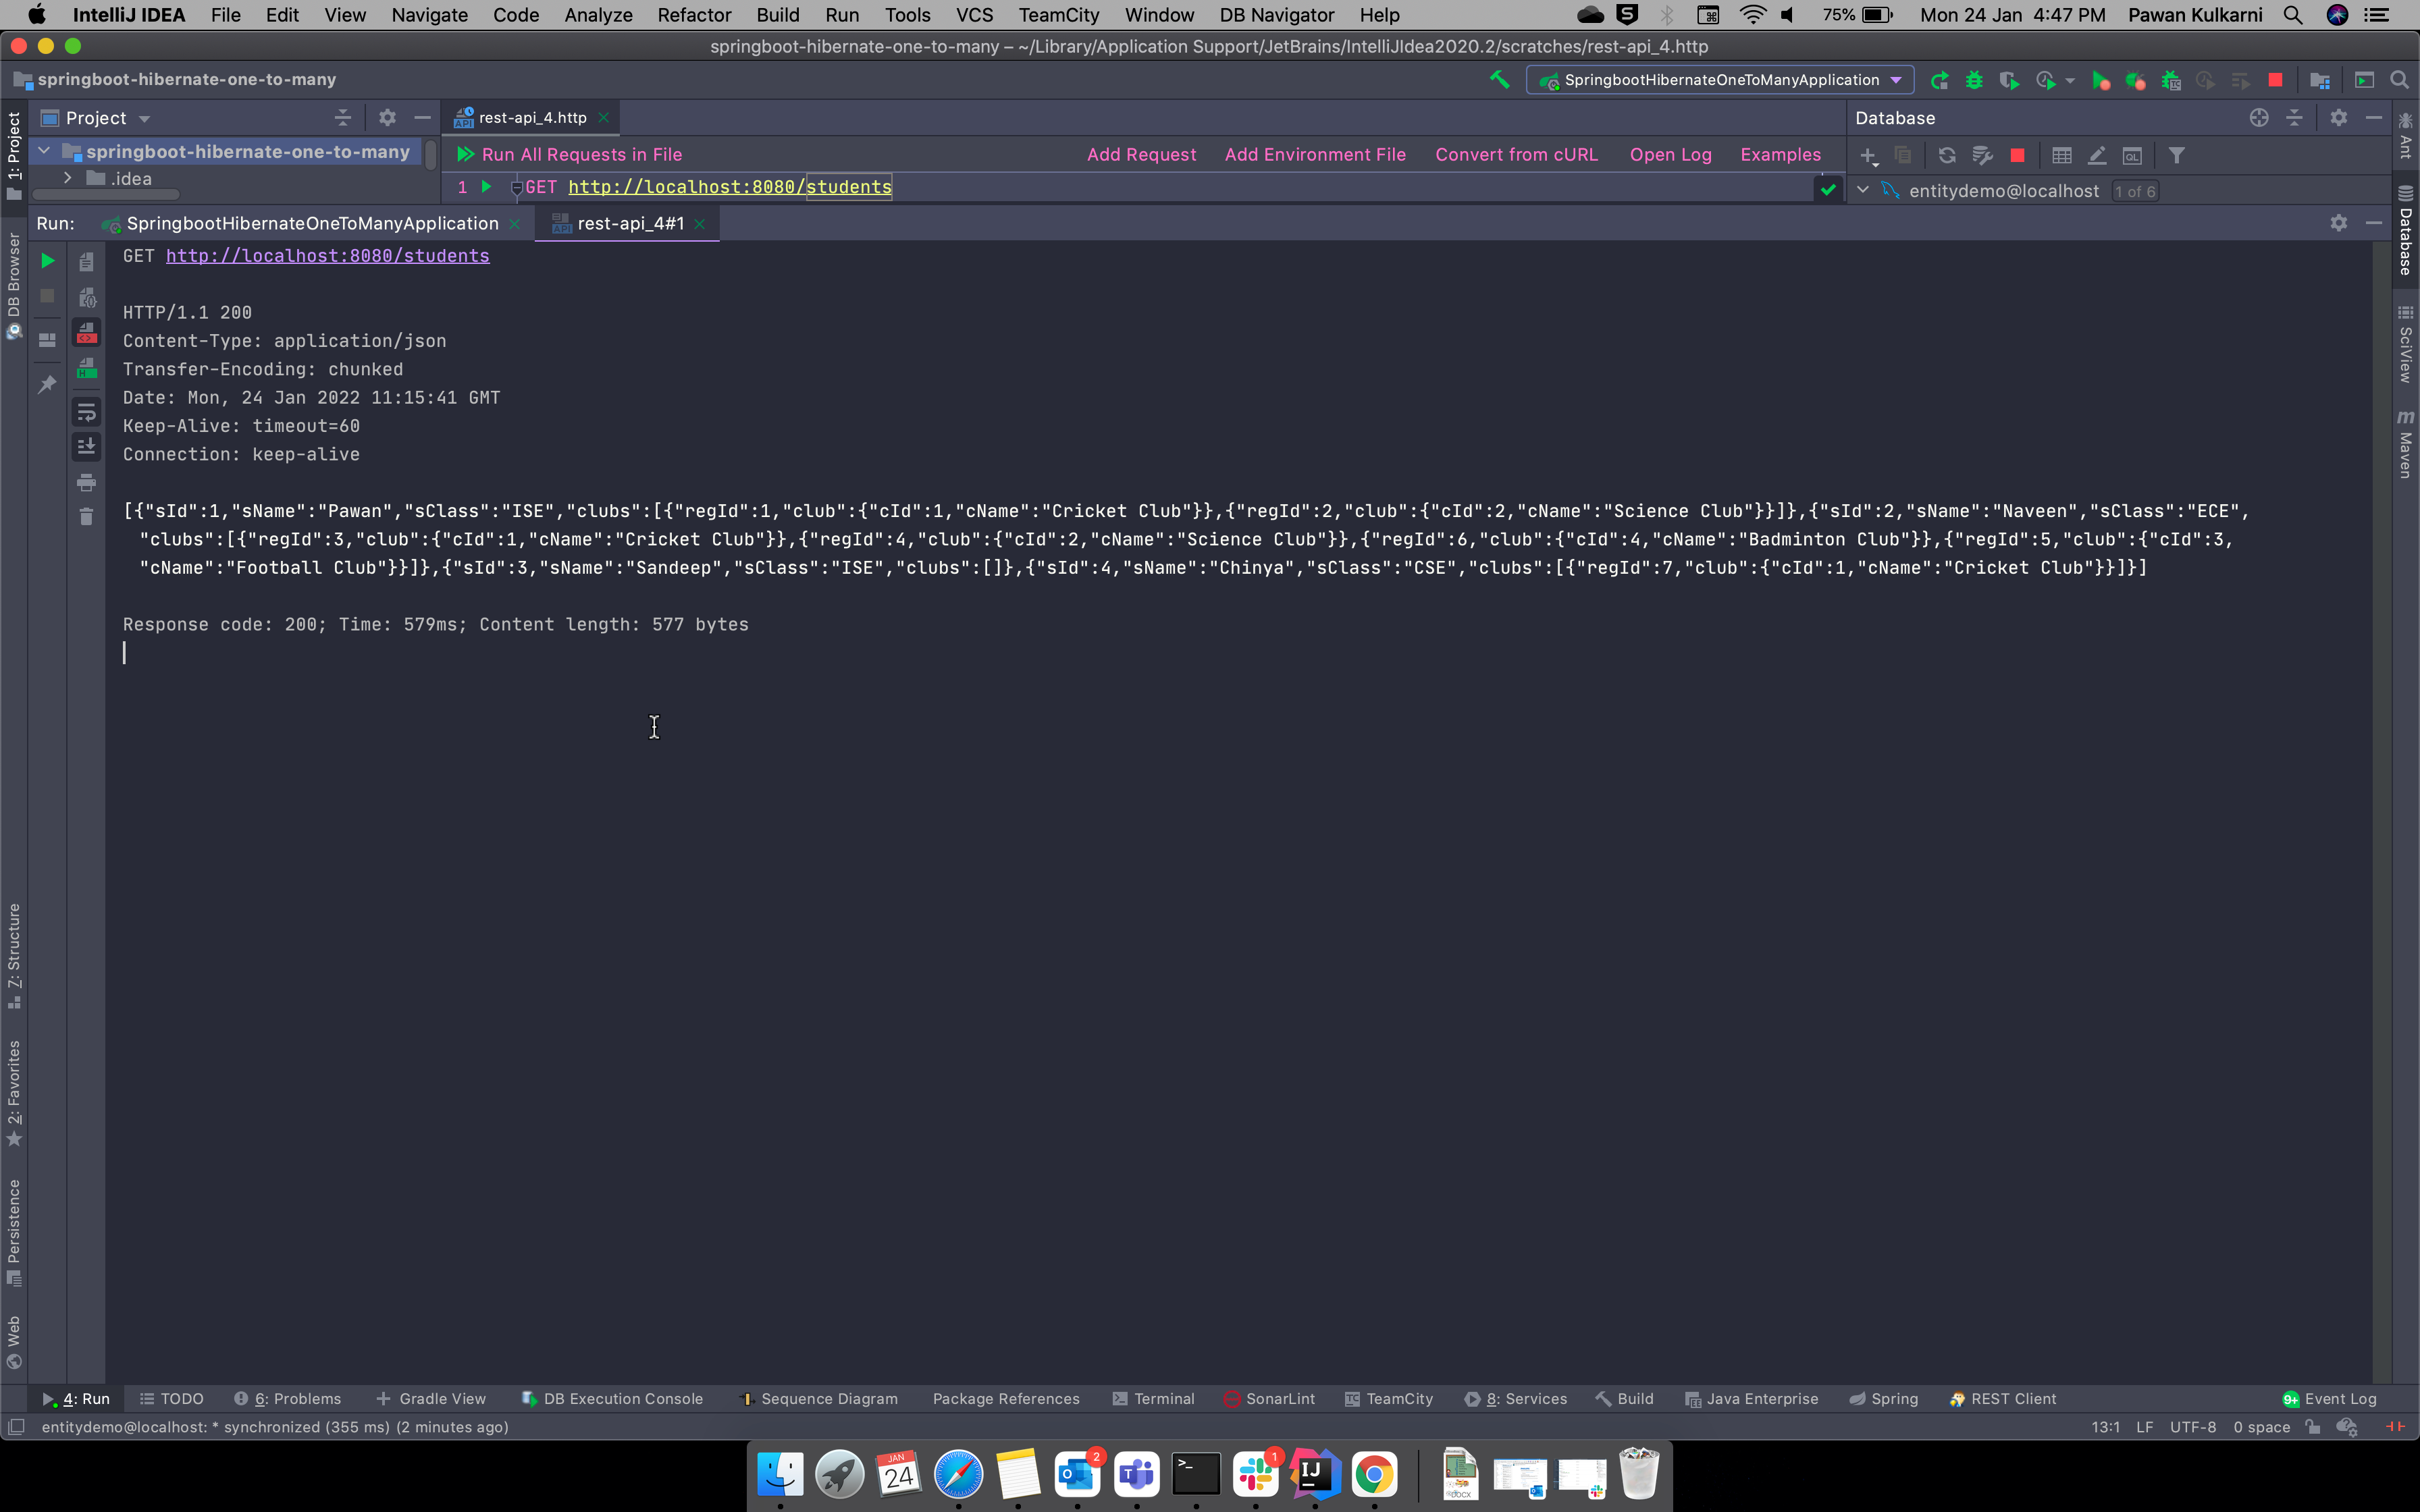 IntelliJ IDEA File Edit View Navigate Code Analyze Refactor Build Run Tools VCS TeamCity Window DB Navigator Help 75% Mon 24 Jan 4:47 PM Pawan Kulkarni
springboot-hibernate-one-to-many – ~/Library/Application Support/JetBrains/IntelliJIdea2020.2/scratches/rest-api_4.http
springboot-hibernate-one-to-many SpringbootHibernateOneToManyApplication
Project rest-api_4.http Database
springboot-hibernate-one-to-many Run All Requests in File Add Request Add Environment File Convert from cURL Open Log Examples
.idea 1 GET http://localhost:8080/students entitydemo@localhost 1 of 6
Run: SpringbootHibernateOneToManyApplication rest-api_4#1
GET http://localhost:8080/students
HTTP/1.1 200
Content-Type: application/json
Transfer-Encoding: chunked
Date: Mon, 24 Jan 2022 11:15:41 GMT
Keep-Alive: timeout=60
Connection: keep-alive
[{"sId":1,"sName":"Pawan","sClass":"ISE","clubs":[{"regId":1,"club":{"cId":1,"cName":"Cricket Club"}},{"regId":2,"club":{"cId":2,"cName":"Science Club"}}]},{"sId":2,"sName":"Naveen","sClass":"ECE",
"clubs":[{"regId":3,"club":{"cId":1,"cName":"Cricket Club"}},{"regId":4,"club":{"cId":2,"cName":"Science Club"}},{"regId":6,"club":{"cId":4,"cName":"Badminton Club"}},{"regId":5,"club":{"cId":3,
"cName":"Football Club"}}]},{"sId":3,"sName":"Sandeep","sClass":"ISE","clubs":[]},{"sId":4,"sName":"Chinya","sClass":"CSE","clubs":[{"regId":7,"club":{"cId":1,"cName":"Cricket Club"}}]}]
Response code: 200; Time: 579ms; Content length: 577 bytes
1: Project
DB Browser
Z: Structure
2: Favorites
Persistence
Web
Ant
Database
SciView
Maven
4: Run TODO 6: Problems Gradle View DB Execution Console Sequence Diagram Package References Terminal SonarLint TeamCity 8: Services Build Java Enterprise Spring REST Client 9+ Event Log
entitydemo@localhost: * synchronized (355 ms) (2 minutes ago) 13:1 LF UTF-8 0 space
JAN 24 2 1 IJ DOCX